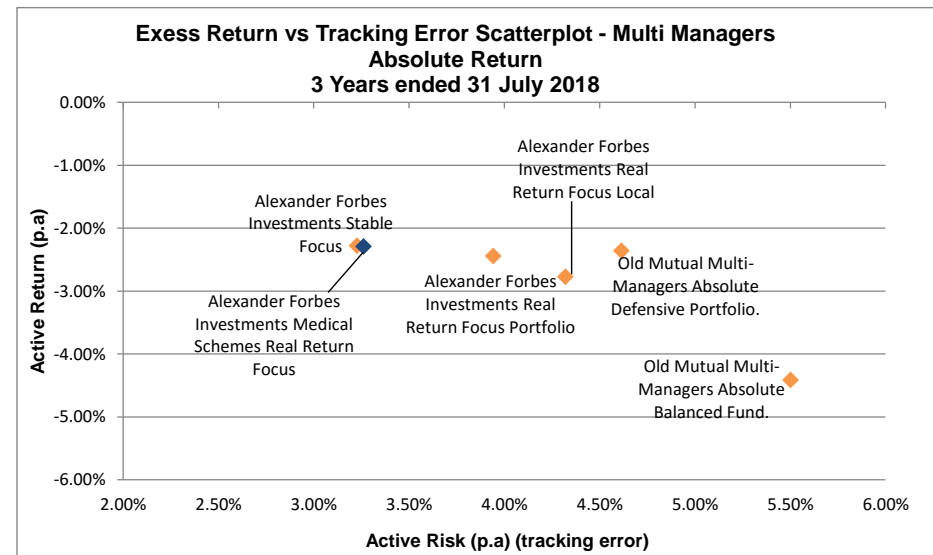 Exess Return vs Tracking Error Scatterplot - Multi Managers
Absolute Return
3 Years ended 31 July 2018
Active Return (p.a)
0.00%
-1.00%
-2.00%
-3.00%
-4.00%
-5.00%
-6.00%
Alexander Forbes
Investments Stable
Focus
Alexander Forbes
Investments Medical
Schemes Real Return
Focus
Alexander Forbes
Investments Real
Return Focus Local
Alexander Forbes
Investments Real
Return Focus Portfolio
Old Mutual Multi-
Managers Absolute
Defensive Portfolio.
Old Mutual Multi-
Managers Absolute
Balanced Fund.
2.00% 2.50% 3.00% 3.50% 4.00% 4.50% 5.00% 5.50% 6.00%
Active Risk (p.a) (tracking error)